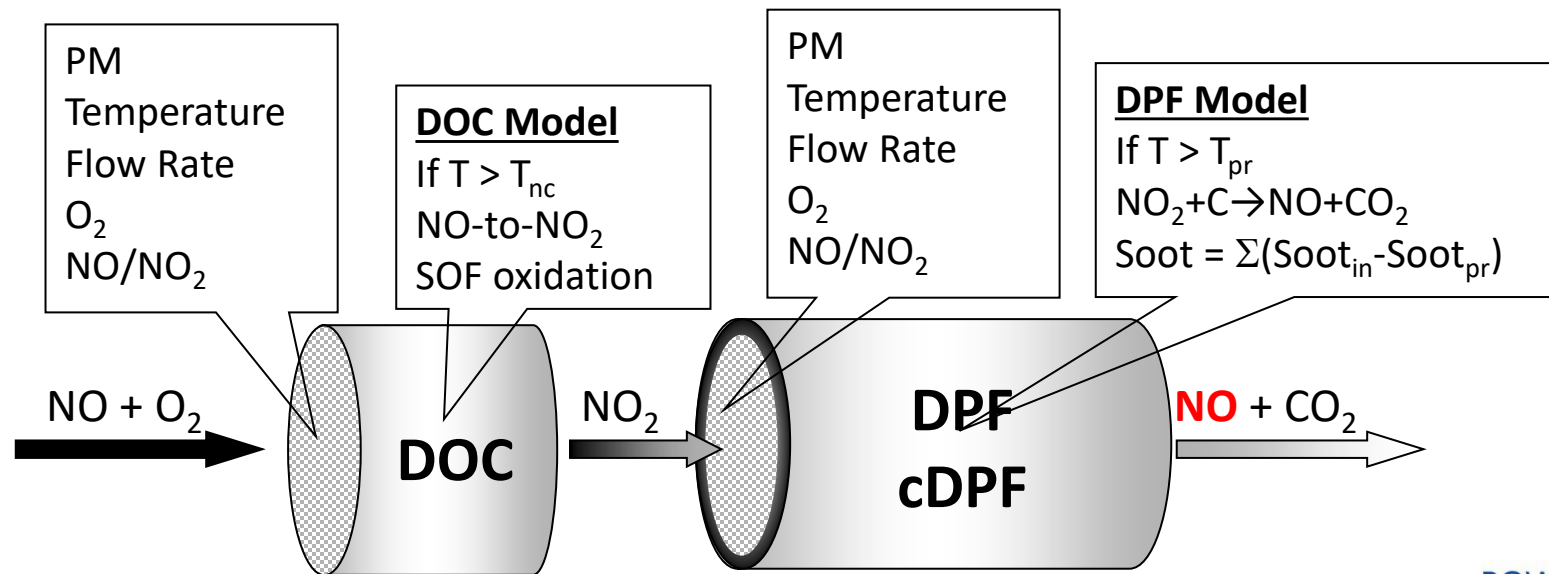 PM
Temperature
Flow Rate
O₂
NO/NO₂
DOC Model
If T > Tₙc
NO-to-NO₂
SOF oxidation
PM
Temperature
Flow Rate
O₂
NO/NO₂
DPF Model
If T > Tₚᵣ
NO₂+C→NO+CO₂
Soot = Σ(Sootᵢₙ-Sootₚᵣ)
NO + O₂
DOC
NO₂
DPF
cDPF
NO + CO₂